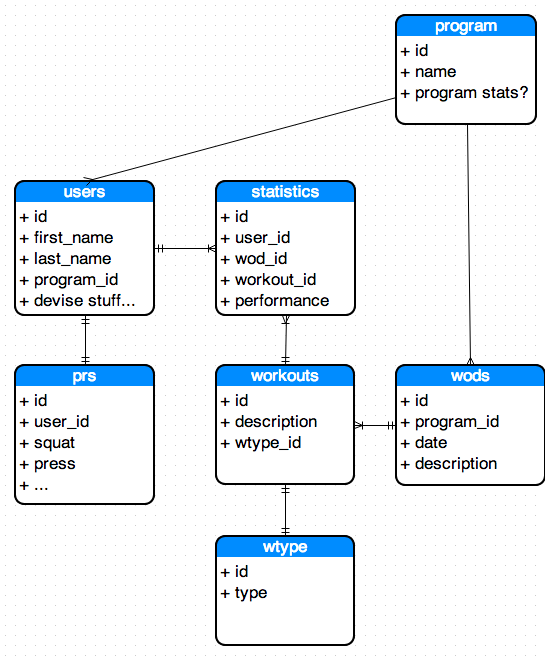 program
+ id
+ name
+ program stats?
users
+ id
+ first_name
+ last_name
+ program_id
+ devise stuff...
statistics
+ id
+ user_id
+ wod_id
+ workout_id
+ performance
prs
+ id
+ user_id
+ squat
+ press
+ ...
workouts
+ id
+ description
+ wtype_id
wods
+ id
+ program_id
+ date
+ description
wtype
+ id
+ type